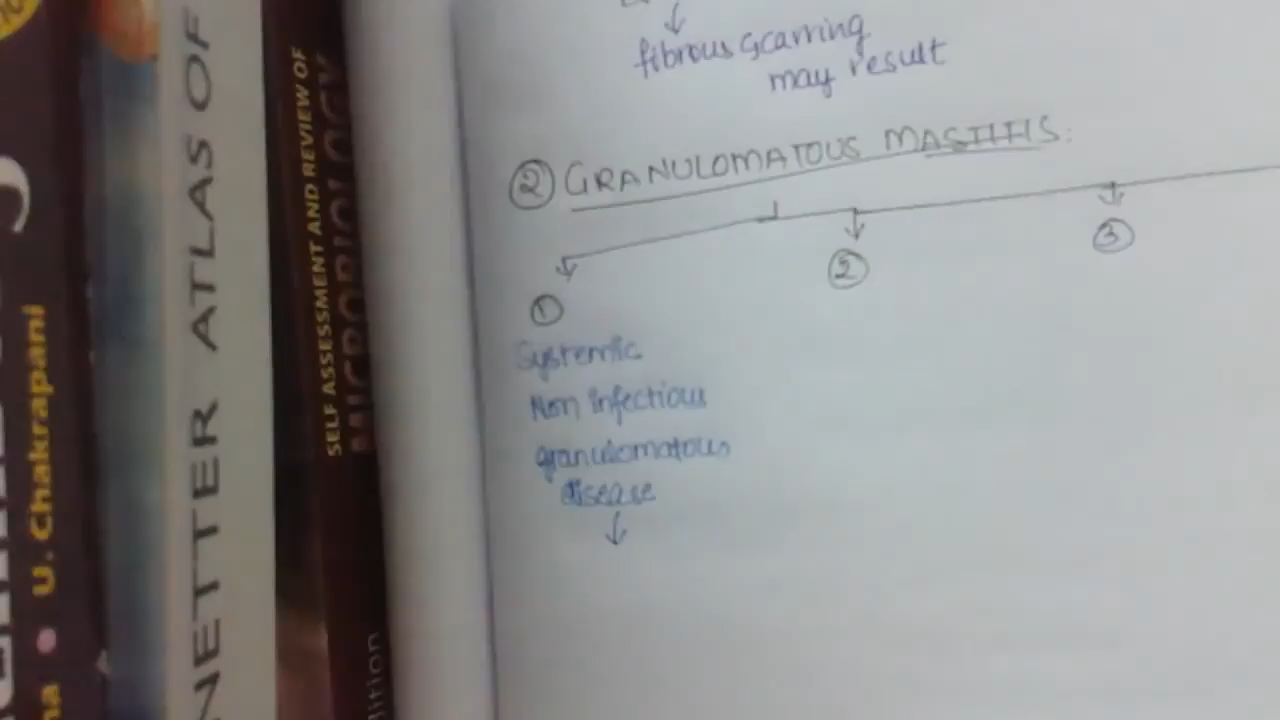 fibrous scarring
may result
② GRANULOMATOUS MASTITIS:
① ② ③
Systemic
Non infectious
granulomatous
disease
U. Chakrapani
NETTER ATLAS OF
SELF ASSESSMENT AND REVIEW OF
MICROBIOLOGY